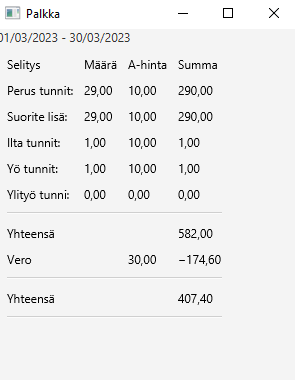 Palkka
01/03/2023 - 30/03/2023
Selitys Määrä A-hinta Summa
Perus tunnit: 29,00 10,00 290,00
Suorite lisä: 29,00 10,00 290,00
Ilta tunnit: 1,00 10,00 1,00
Yö tunnit: 1,00 10,00 1,00
Ylityö tunni: 0,00 0,00 0,00
Yhteensä 582,00
Vero 30,00 −174,60
Yhteensä 407,40